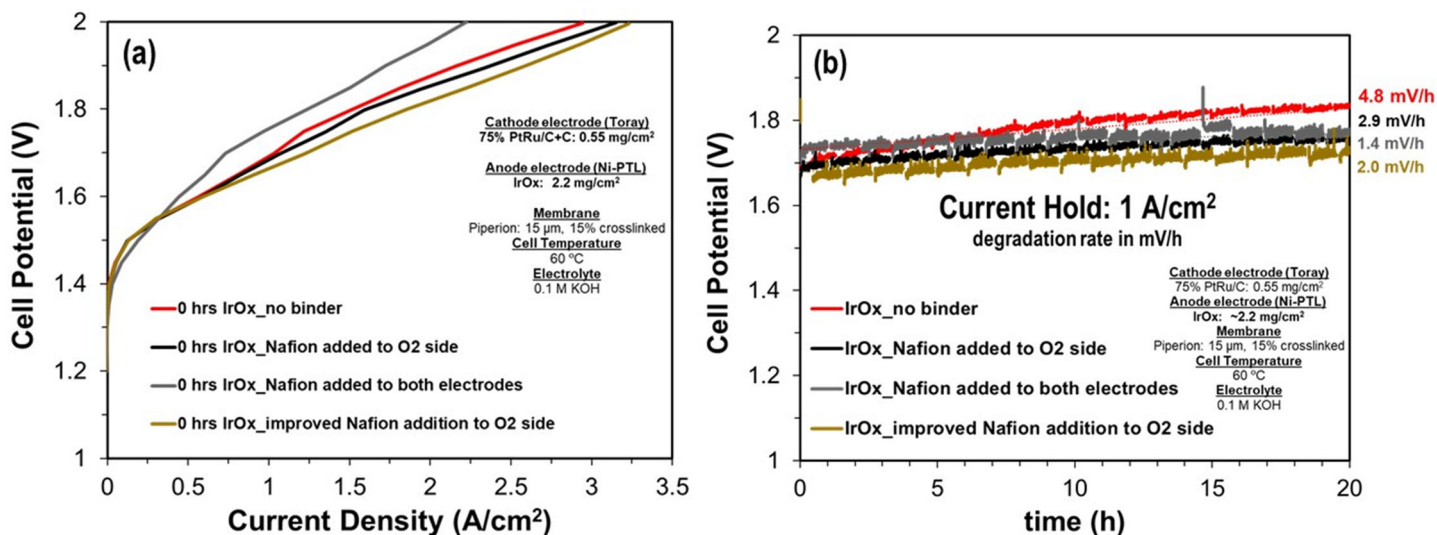 (a)
Cell Potential (V)
2
1.8
1.6
1.4
1.2
1
0
0.5
1
1.5
2
2.5
3
3.5
Current Density (A/cm²)
Cathode electrode (Toray)
75% PtRu/C+C: 0.55 mg/cm²
Anode electrode (Ni-PTL)
IrOx: 2.2 mg/cm²
Membrane
Piperion: 15 µm, 15% crosslinked
Cell Temperature
60 ºC
Electrolyte
0.1 M KOH
0 hrs IrOx_no binder
0 hrs IrOx_Nafion added to O2 side
0 hrs IrOx_Nafion added to both electrodes
0 hrs IrOx_improved Nafion addition to O2 side
(b)
Cell Potential (V)
2
1.8
1.6
1.4
1.2
1
0
5
10
15
20
time (h)
4.8 mV/h
2.9 mV/h
1.4 mV/h
2.0 mV/h
Current Hold: 1 A/cm²
degradation rate in mV/h
Cathode electrode (Toray)
75% PtRu/C: 0.55 mg/cm²
Anode electrode (Ni-PTL)
IrOx: ~2.2 mg/cm²
Membrane
Piperion: 15 µm, 15% crosslinked
Cell Temperature
60 ºC
Electrolyte
0.1 M KOH
IrOx_no binder
IrOx_Nafion added to O2 side
IrOx_Nafion added to both electrodes
IrOx_improved Nafion addition to O2 side